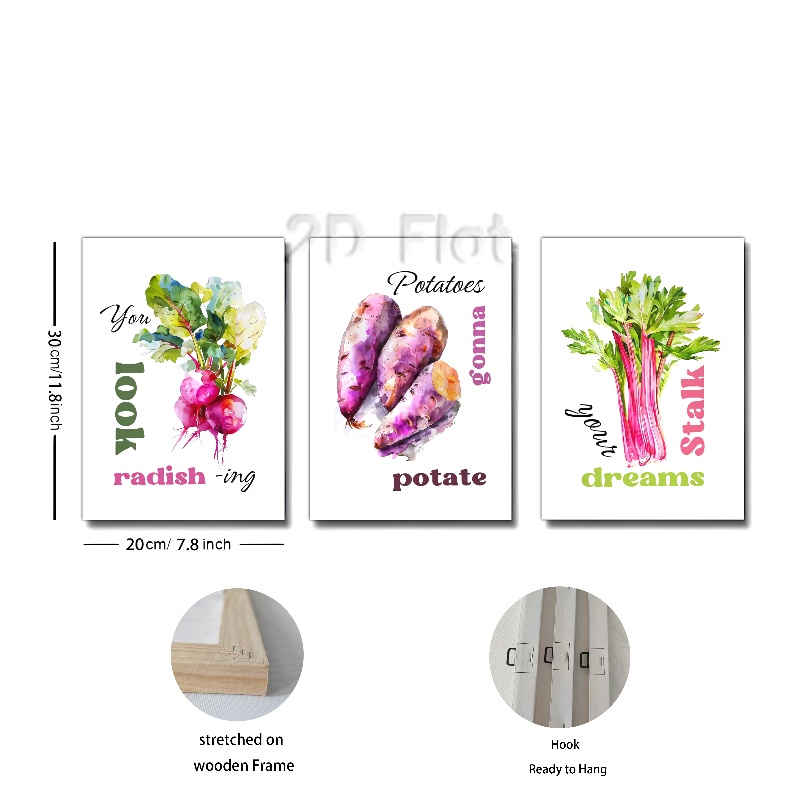 2D Flat
You
look
radish -ing
Potatoes
gonna
potate
your
Stalk
dreams
30cm/11.8inch
20cm/ 7.8 inch
stretched on
wooden Frame
Hook
Ready to Hang